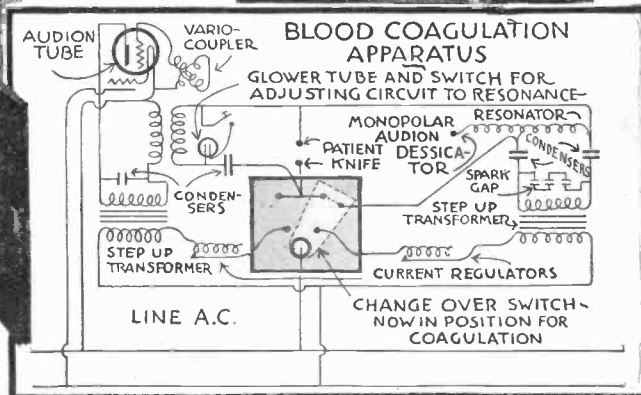 BLOOD COAGULATION
APPARATUS
AUDION
TUBE
VARIO-
COUPLER
GLOWER TUBE AND SWITCH FOR
ADJUSTING CIRCUIT TO RESONANCE
RESONATOR
MONOPOLAR
AUDION
DESSICA-
TOR
PATIENT
KNIFE
CONDENSERS
SPARK
GAP
CONDEN-
SERS
STEP UP
TRANSFORMER
STEP UP
TRANSFORMER
CURRENT REGULATORS
CHANGE OVER SWITCH-
NOW IN POSITION FOR
COAGULATION
LINE A.C.